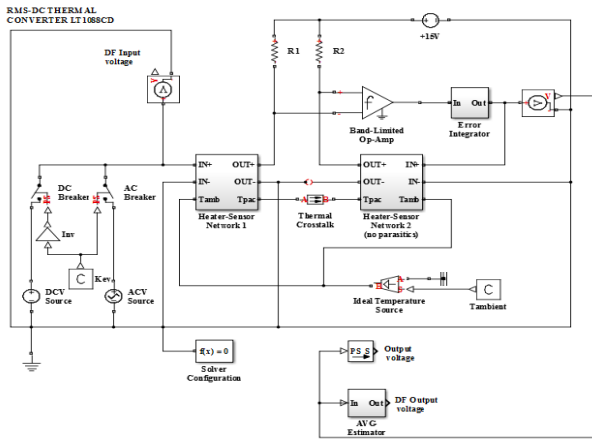 RMS-DC THERMAL
CONVERTER LT1088CD
DF Input
voltage
V
R1
R2
+15V
f
Band-Limited
Op-Amp
In Out
Error
Integrator
V
DC
Breaker
AC
Breaker
Inv
C
Kev
DCV
Source
ACV
Source
IN+ OUT+
IN- OUT-
Tamb Tpac
Heater-Sensor
Network 1
A B
Thermal
Crosstalk
OUT+ IN+
OUT- IN-
Tpac Tamb
Heater-Sensor
Network 2
(no parasitics)
Ideal Temperature
Source
C
Tambient
f(x) = 0
Solver
Configuration
PS S
Output
voltage
In Out
DF Output
voltage
AVG
Estimator